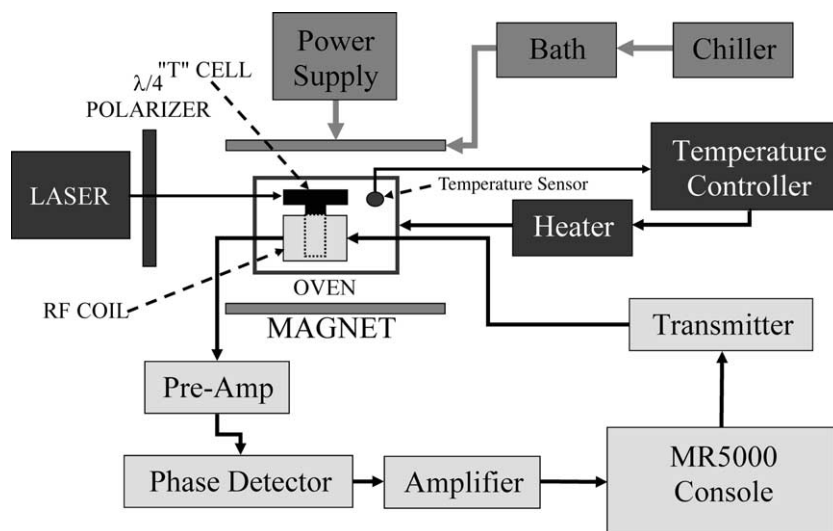 Power
Supply
Bath
Chiller
"T" CELL
λ/4
POLARIZER
LASER
Temperature Sensor
Temperature
Controller
Heater
OVEN
RF COIL
MAGNET
Transmitter
Pre-Amp
Phase Detector
Amplifier
MR5000
Console